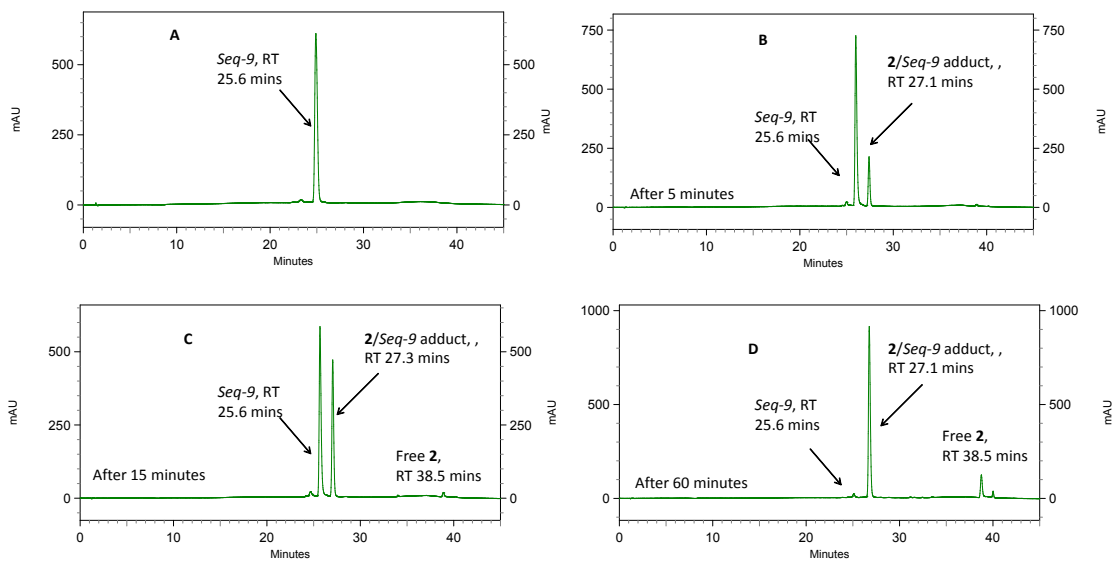 A
Seq-9, RT
25.6 mins
500
250
0
500
250
0
mAU
mAU
0
10
20
30
40
Minutes
B
2/Seq-9 adduct, ,
RT 27.1 mins
Seq-9, RT
25.6 mins
After 5 minutes
750
500
250
0
750
500
250
0
mAU
mAU
0
10
20
30
40
Minutes
C
2/Seq-9 adduct, ,
RT 27.3 mins
Seq-9, RT
25.6 mins
Free 2,
RT 38.5 mins
After 15 minutes
500
250
0
500
250
0
mAU
mAU
0
10
20
30
40
Minutes
D
2/Seq-9 adduct, ,
RT 27.1 mins
Seq-9, RT
25.6 mins
Free 2,
RT 38.5 mins
After 60 minutes
1000
500
0
1000
500
0
mAU
mAU
0
10
20
30
40
Minutes